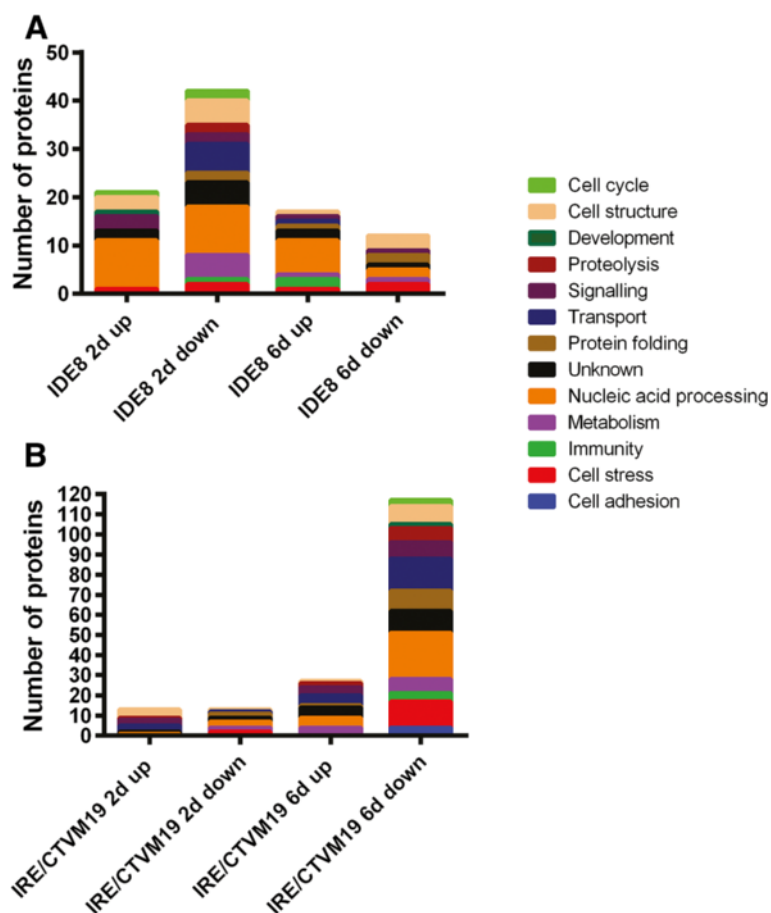 A
50
40
30
20
10
0
Number of proteins
IDE8 2d up
IDE8 2d down
IDE8 6d up
IDE8 6d down
Cell cycle
Cell structure
Development
Proteolysis
Signalling
Transport
Protein folding
Unknown
Nucleic acid processing
Metabolism
Immunity
Cell stress
Cell adhesion
B
120
110
100
90
80
70
60
50
40
30
20
10
0
Number of proteins
IRE/CTVM19 2d up
IRE/CTVM19 2d down
IRE/CTVM19 6d up
IRE/CTVM19 6d down